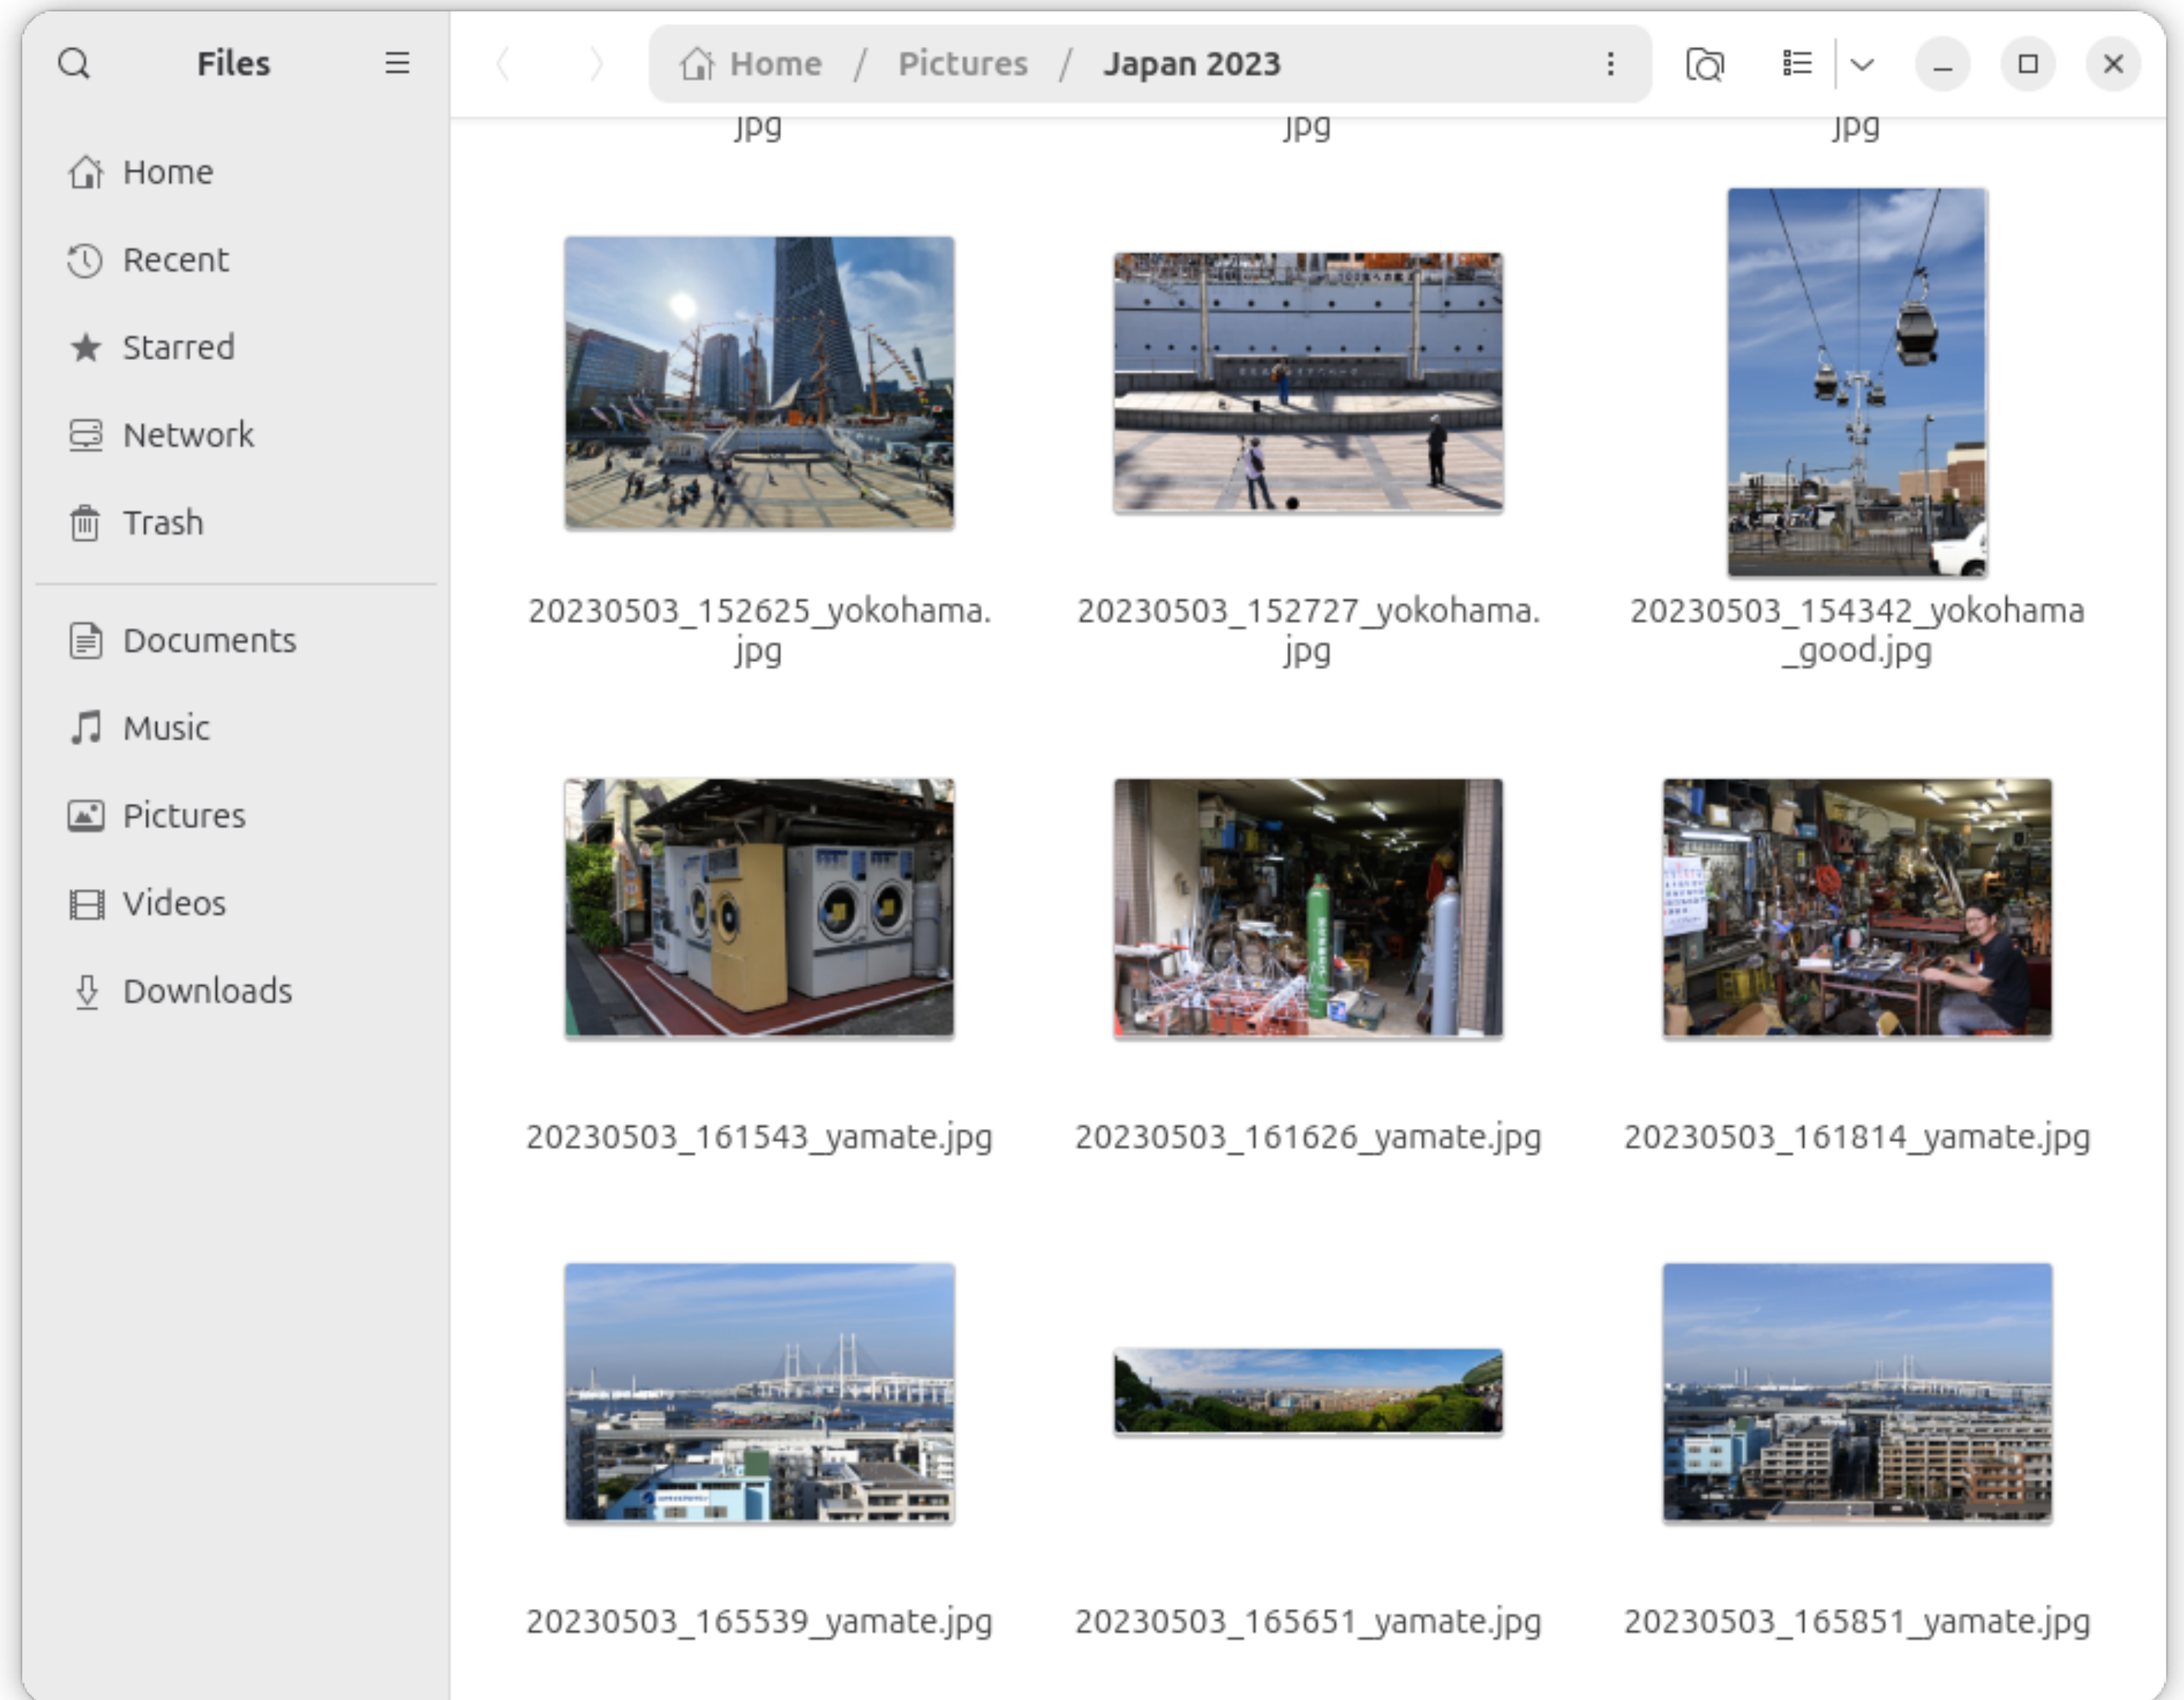 Files
Home / Pictures / Japan 2023
Home
Recent
Starred
Network
Trash
Documents
Music
Pictures
Videos
Downloads
jpg
jpg
jpg
20230503_152625_yokohama.
jpg
20230503_152727_yokohama.
jpg
20230503_154342_yokohama
_good.jpg
20230503_161543_yamate.jpg
20230503_161626_yamate.jpg
20230503_161814_yamate.jpg
20230503_165539_yamate.jpg
20230503_165651_yamate.jpg
20230503_165851_yamate.jpg